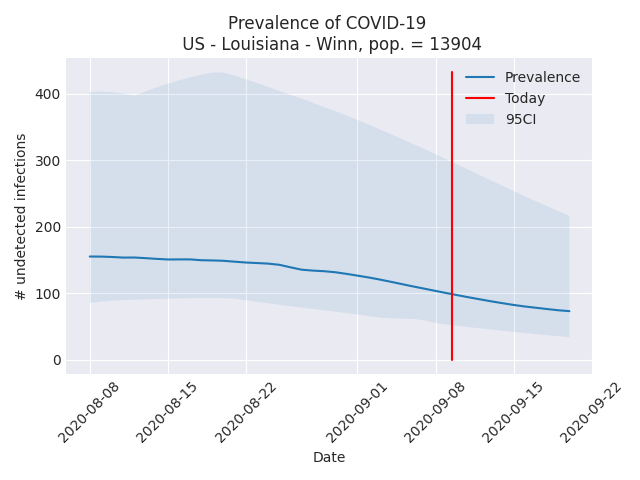 Prevalence of COVID-19
US - Louisiana - Winn, pop. = 13904
Prevalence
Today
95CI
# undetected infections
400
300
200
100
0
2020-08-08
2020-08-15
2020-08-22
2020-09-01
2020-09-08
2020-09-15
2020-09-22
Date